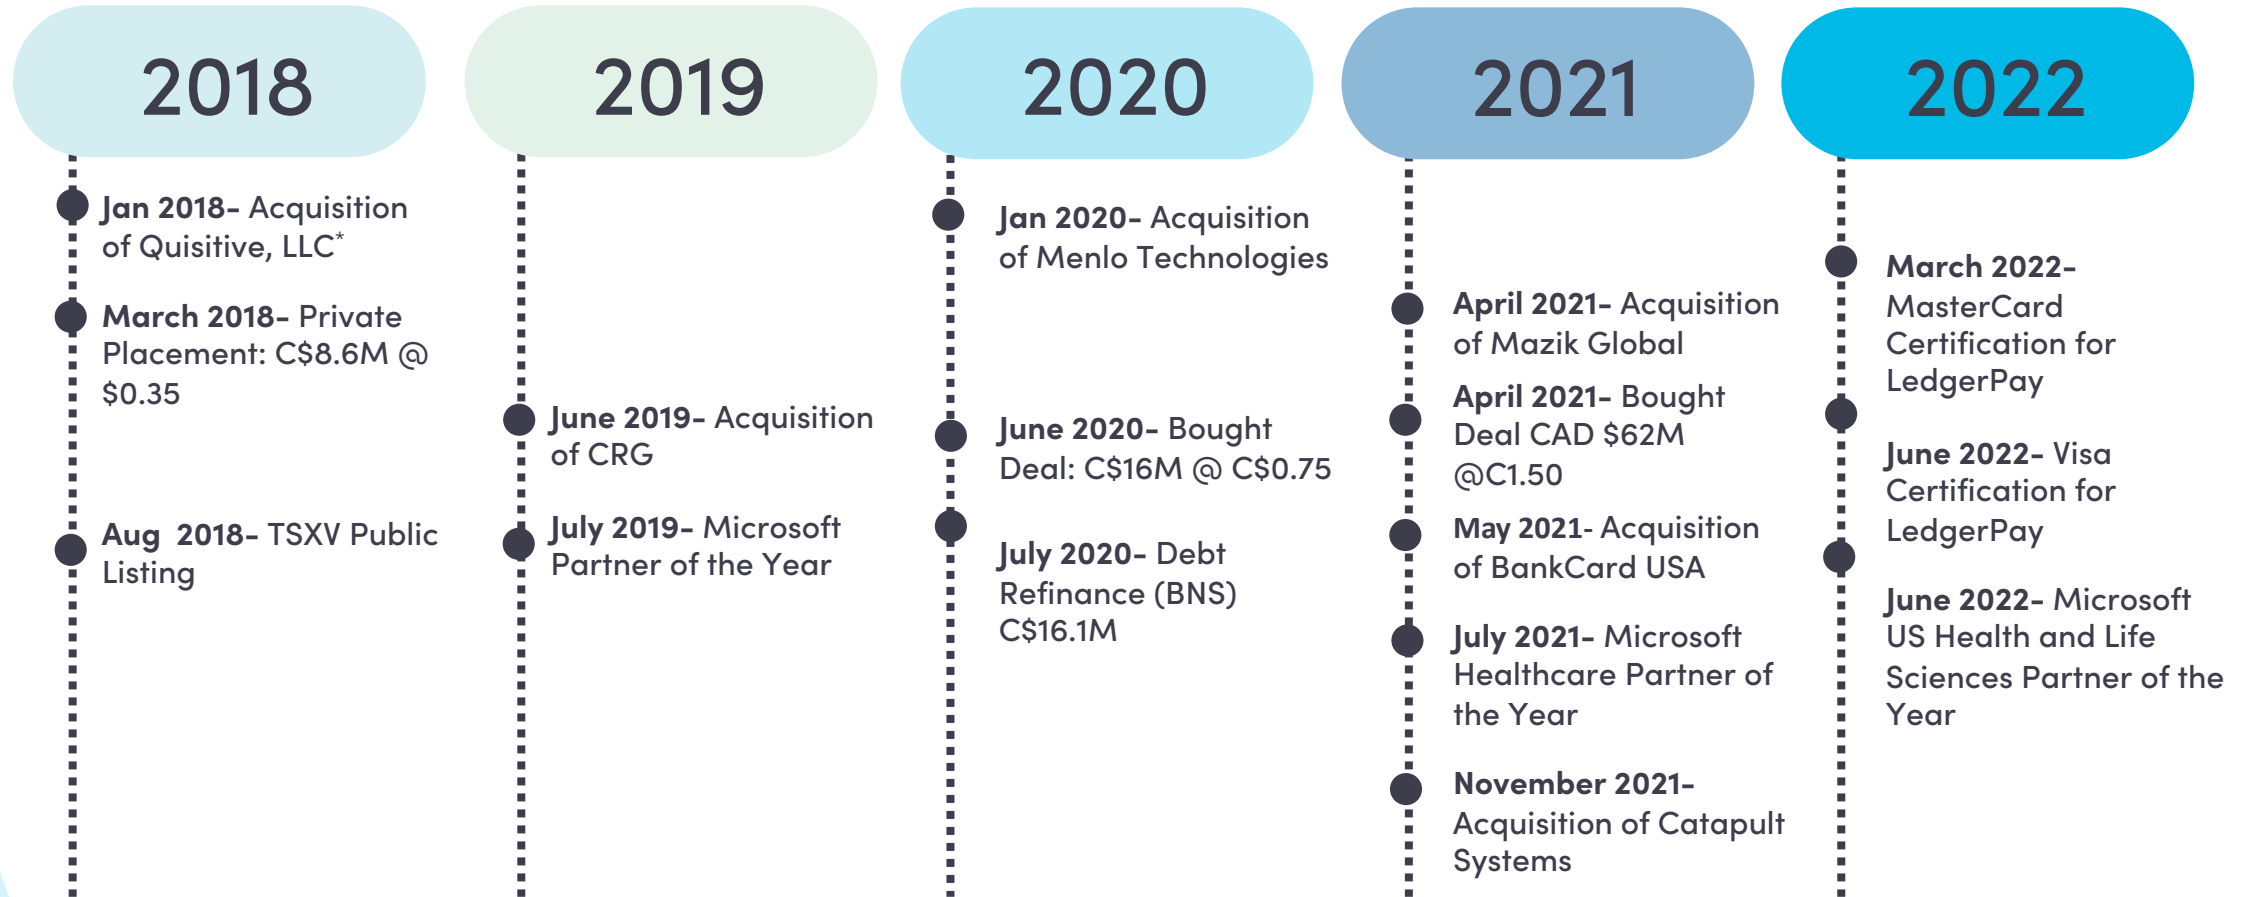 2018
Jan 2018- Acquisition
of Quisitive, LLC*
March 2018- Private
Placement: C$8.6M @
$0.35
Aug  2018- TSXV Public
Listing
2019
June 2019- Acquisition
of CRG
July 2019- Microsoft
Partner of the Year
2020
Jan 2020- Acquisition
of Menlo Technologies
June 2020- Bought
Deal: C$16M @ C$0.75
July 2020- Debt
Refinance (BNS)
C$16.1M
2021
April 2021- Acquisition
of Mazik Global
April 2021- Bought
Deal CAD $62M
@C1.50
May 2021- Acquisition
of BankCard USA
July 2021- Microsoft
Healthcare Partner of
the Year
November 2021-
Acquisition of Catapult
Systems
2022
March 2022-
MasterCard
Certification for
LedgerPay
June 2022- Visa
Certification for
LedgerPay
June 2022- Microsoft
US Health and Life
Sciences Partner of the
Year